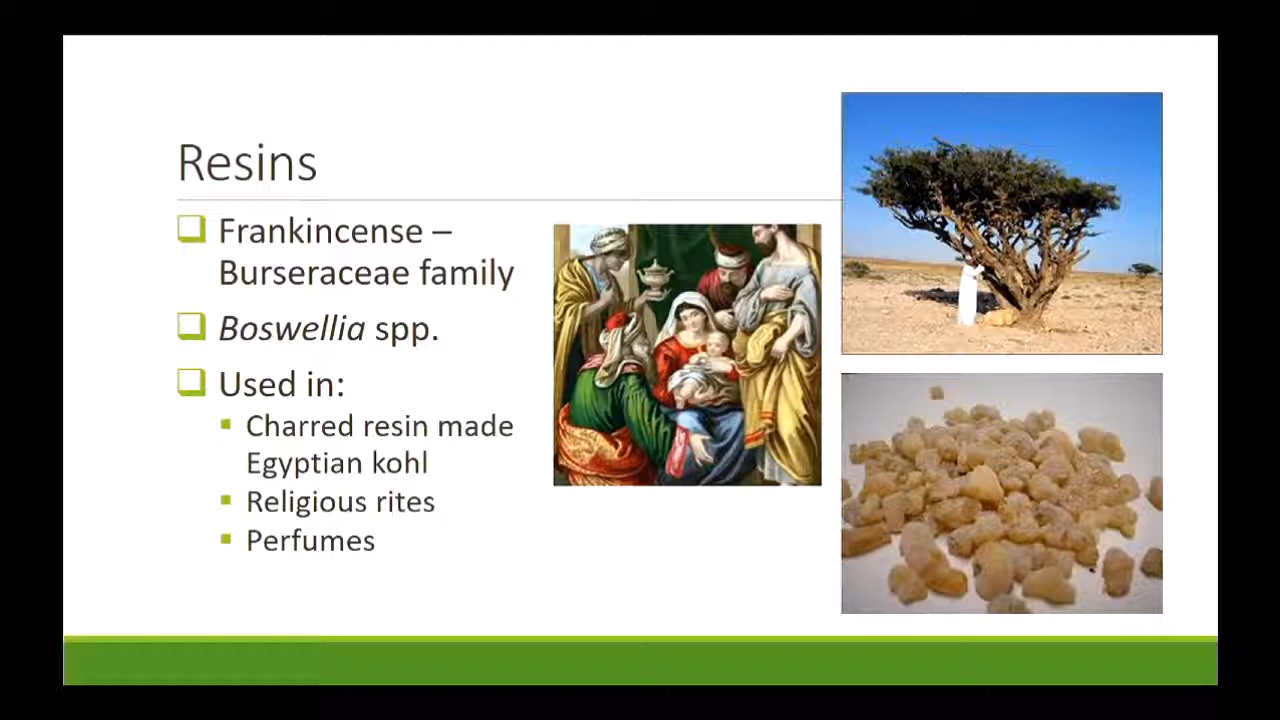 Resins
Frankincense –
Burseraceae family
Boswellia spp.
Used in:
Charred resin made
Egyptian kohl
Religious rites
Perfumes